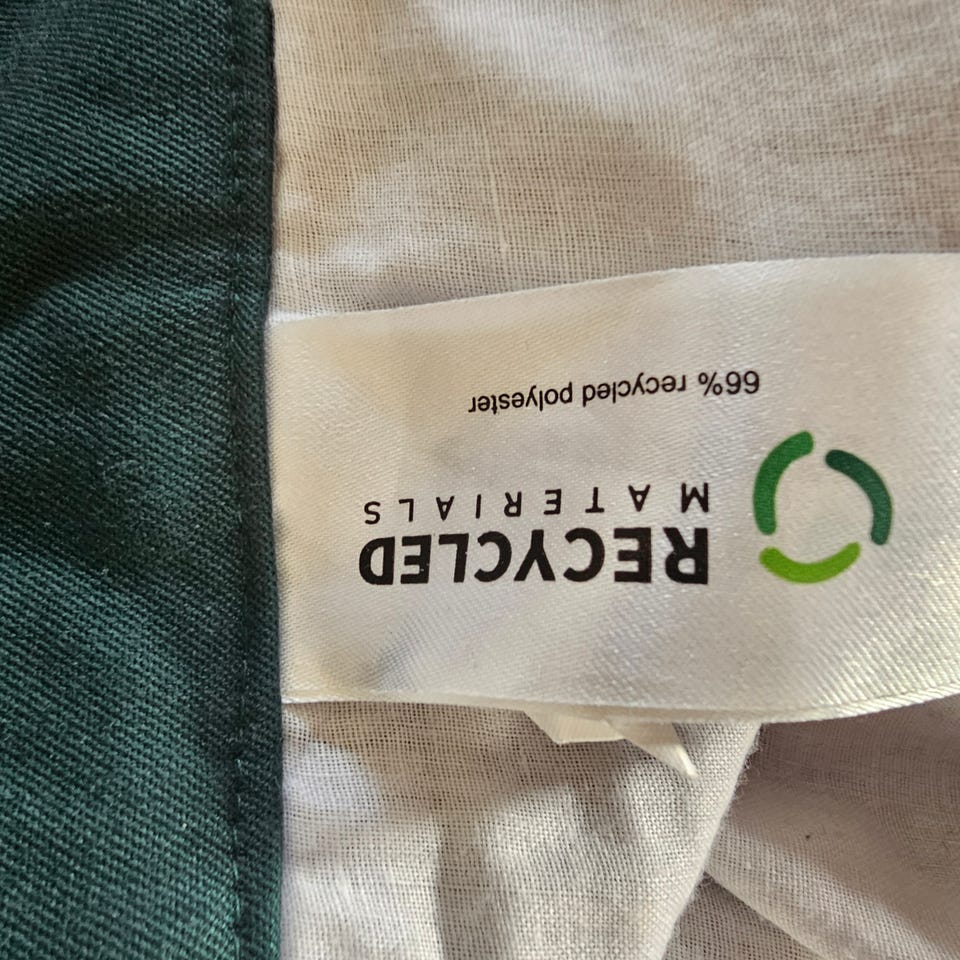 RECYCLED
MATERIALS
66% recycled polyester